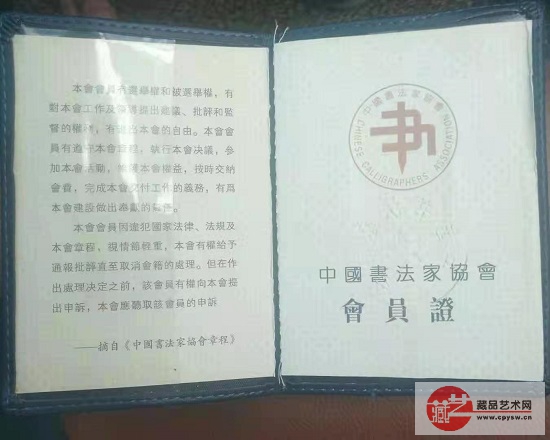 本會會員有選舉權和被選舉權，有
對本會工作及領導提出建議、批評和監
督的權利，有退出本會的自由。本會會
員有遵守本會章程，執行本會決議，參
加本會活動，維護本會權益，按時交納
會費，完成本會交付工作的義務，有爲
本會建設做出奉獻的責任。
本會會員因違犯國家法律、法規及
本會章程，視情節輕重，本會有權給予
通報批評直至取消會籍的處理。但在作
出處理決定之前，該會員有權向本會提
出申訴，本會應聽取該會員的申訴
——摘自《中國書法家協會章程》
中國書法家協會
CHINESE CALLIGRAPHERS' ASSOCIATION
中國書法家協會
會員證
藏艺
藏品艺术网
www.cpysw.cn